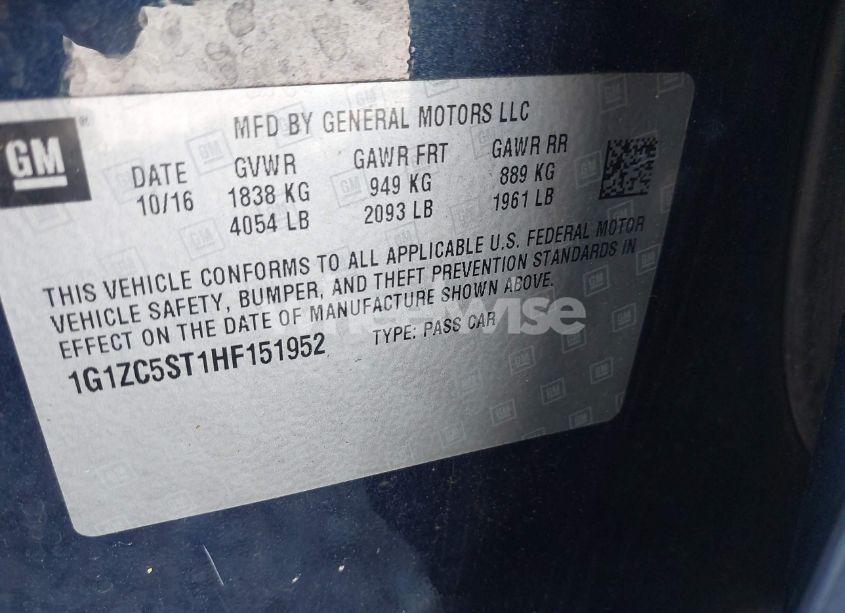 GM ®
MFD BY GENERAL MOTORS LLC
DATE GVWR GAWR FRT GAWR RR
10/16 1838 KG 949 KG 889 KG
4054 LB 2093 LB 1961 LB
THIS VEHICLE CONFORMS TO ALL APPLICABLE U.S. FEDERAL MOTOR
VEHICLE SAFETY, BUMPER, AND THEFT PREVENTION STANDARDS IN
EFFECT ON THE DATE OF MANUFACTURE SHOWN ABOVE.
1G1ZC5ST1HF151952 TYPE: PASS CAR